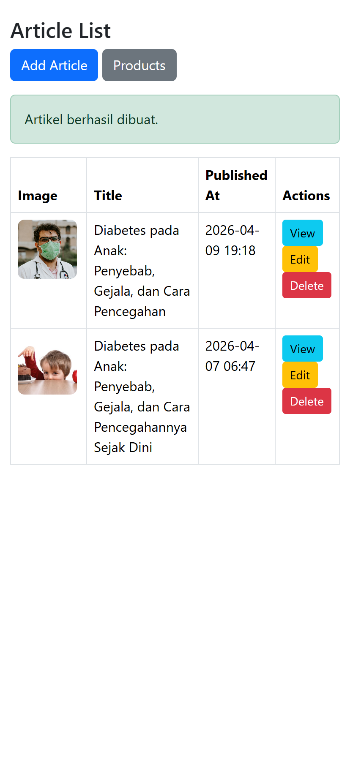 Article List
Add Article Products
Artikel berhasil dibuat.
Image Title Published At Actions
Diabetes pada
Anak:
Penyebab,
Gejala, dan Cara
Pencegahan
2026-04-
09 19:18
View
Edit
Delete
Diabetes pada
Anak:
Penyebab,
Gejala, dan Cara
Pencegahannya
Sejak Dini
2026-04-
07 06:47
View
Edit
Delete